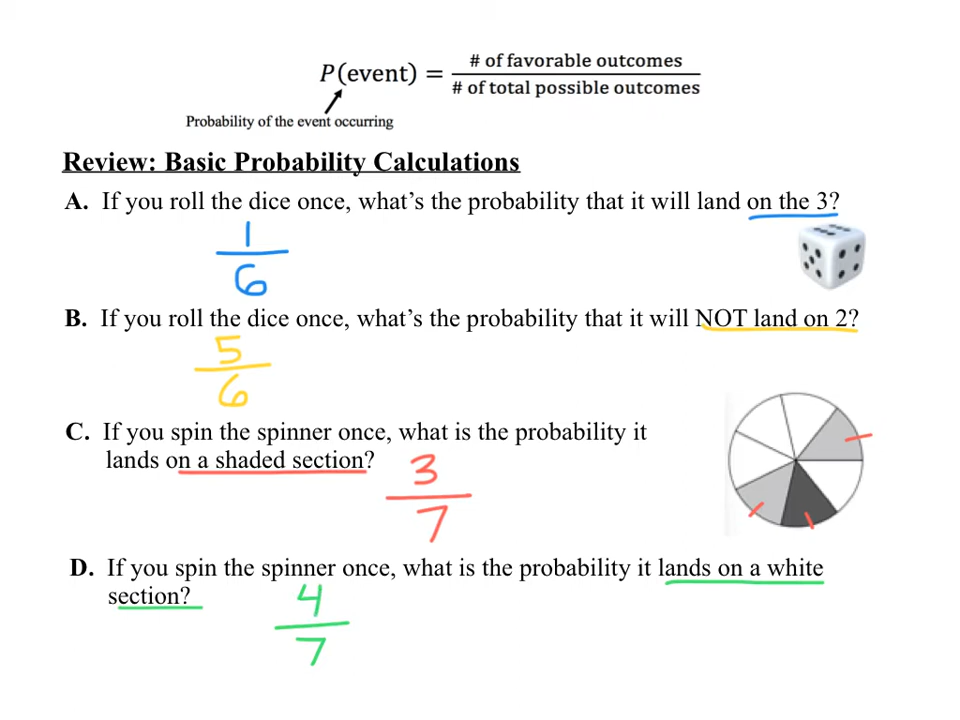 P(event) = # of favorable outcomes / # of total possible outcomes
Probability of the event occurring
Review: Basic Probability Calculations
A. If you roll the dice once, what's the probability that it will land on the 3?
1
6
B. If you roll the dice once, what's the probability that it will NOT land on 2?
5
6
C. If you spin the spinner once, what is the probability it
lands on a shaded section?
3
7
D. If you spin the spinner once, what is the probability it lands on a white
section?
4
7